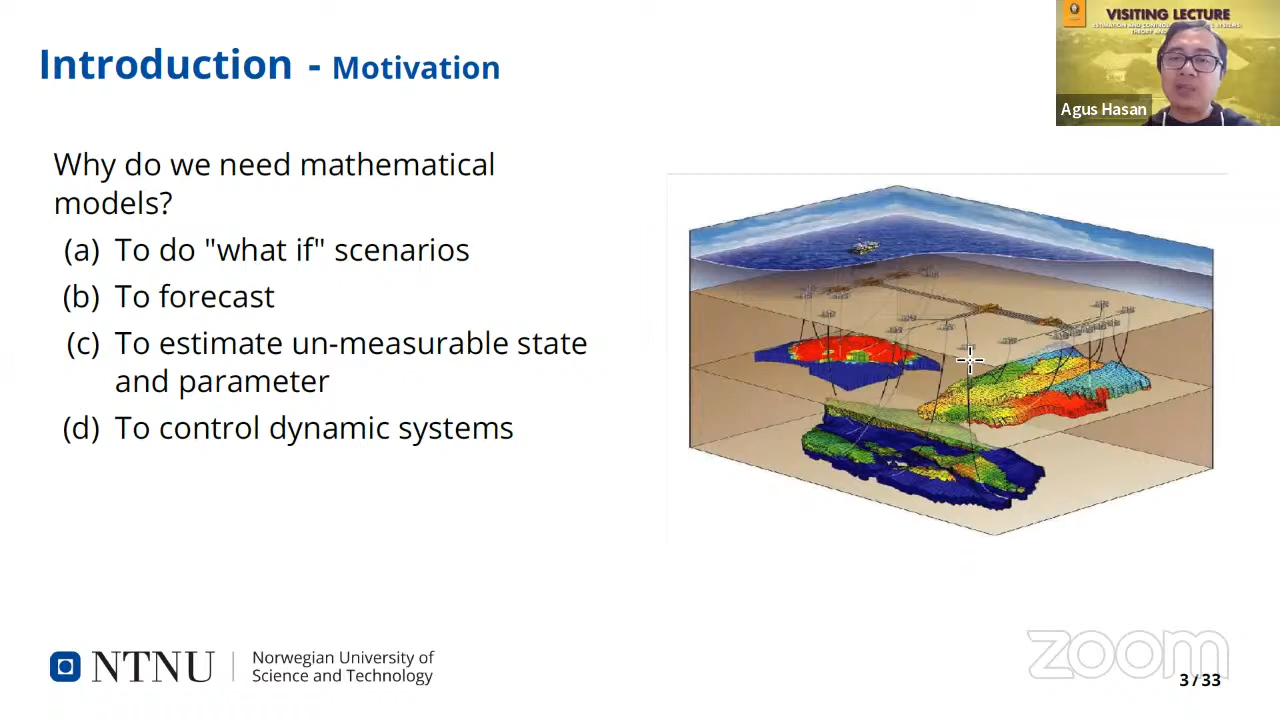 Introduction - Motivation
VISITING LECTURE
Agus Hasan
Why do we need mathematical
models?
(a) To do "what if" scenarios
(b) To forecast
(c) To estimate un-measurable state
and parameter
(d) To control dynamic systems
NTNU
Norwegian University of
Science and Technology
zoom
3 / 33